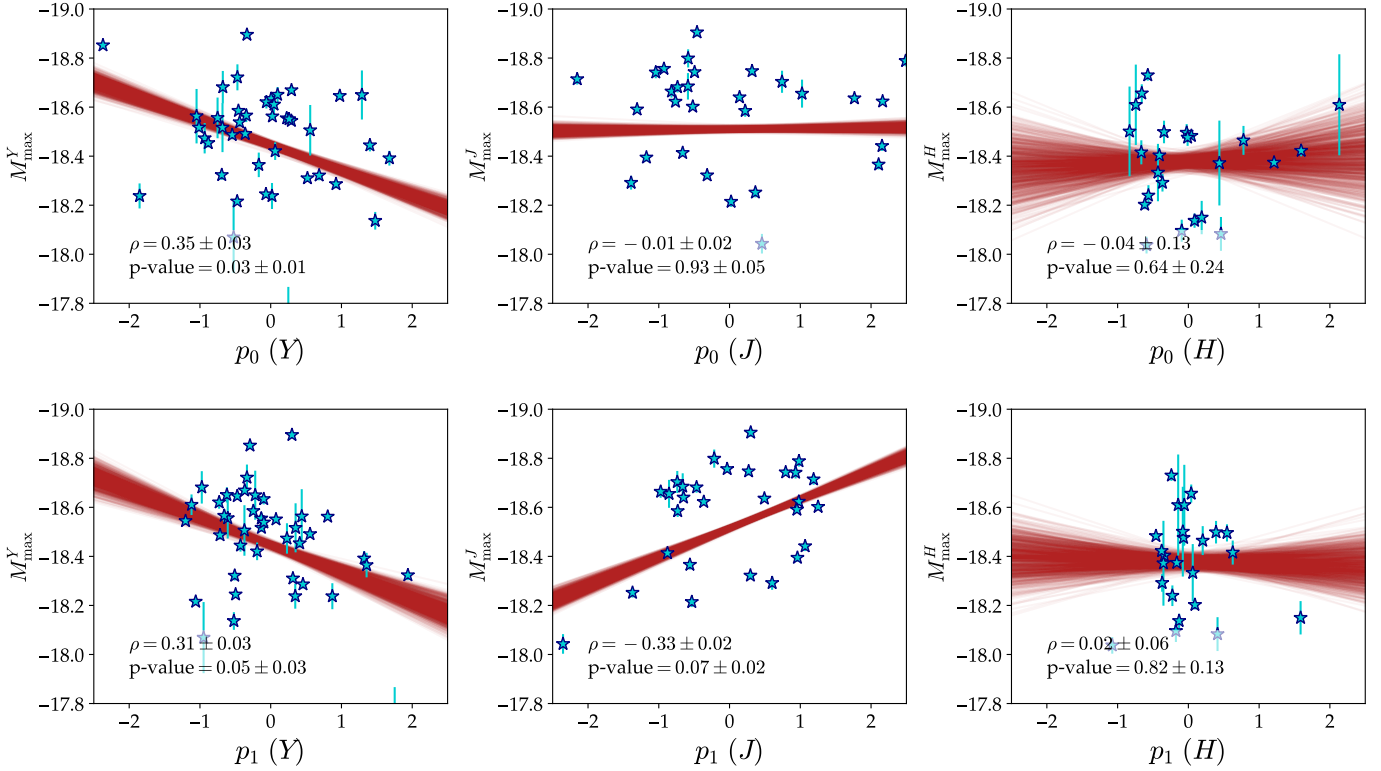 −19.0
−18.8
−18.6
−18.4
−18.2
−18.0
−17.8
M_max^Y
ρ = 0.35 ± 0.03
p-value = 0.03 ± 0.01
−2 −1 0 1 2
p_0 (Y)
−19.0
−18.8
−18.6
−18.4
−18.2
−18.0
−17.8
M_max^J
ρ = −0.01 ± 0.02
p-value = 0.93 ± 0.05
−2 −1 0 1 2
p_0 (J)
−19.0
−18.8
−18.6
−18.4
−18.2
−18.0
−17.8
M_max^H
ρ = −0.04 ± 0.13
p-value = 0.64 ± 0.24
−2 −1 0 1 2
p_0 (H)
−19.0
−18.8
−18.6
−18.4
−18.2
−18.0
−17.8
M_max^Y
ρ = 0.31 ± 0.03
p-value = 0.05 ± 0.03
−2 −1 0 1 2
p_1 (Y)
−19.0
−18.8
−18.6
−18.4
−18.2
−18.0
−17.8
M_max^J
ρ = −0.33 ± 0.02
p-value = 0.07 ± 0.02
−2 −1 0 1 2
p_1 (J)
−19.0
−18.8
−18.6
−18.4
−18.2
−18.0
−17.8
M_max^H
ρ = 0.02 ± 0.06
p-value = 0.82 ± 0.13
−2 −1 0 1 2
p_1 (H)